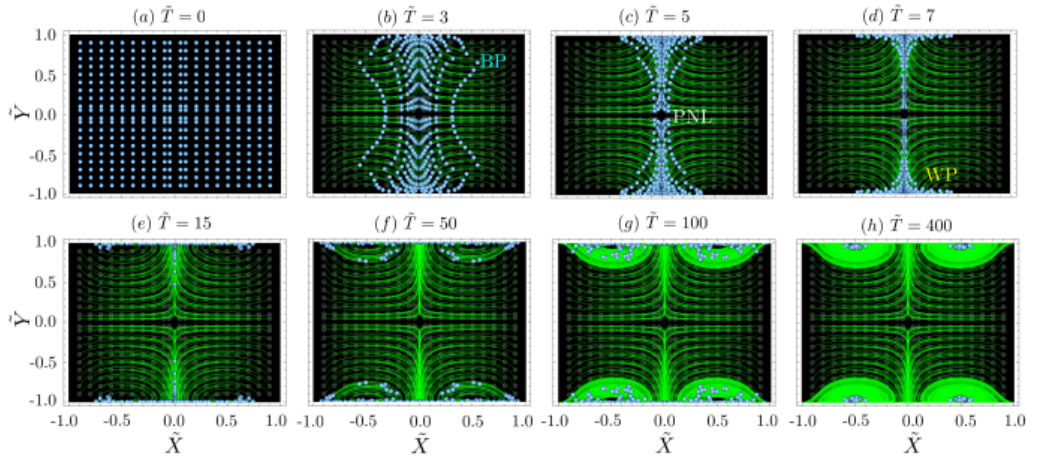 (a) T̃ = 0
(b) T̃ = 3
(c) T̃ = 5
(d) T̃ = 7
1.0
0.5
0.0
-0.5
-1.0
Ỹ
BP
PNL
WP
(e) T̃ = 15
(f) T̃ = 50
(g) T̃ = 100
(h) T̃ = 400
1.0
0.5
0.0
-0.5
-1.0
Ỹ
-1.0 -0.5 0.0 0.5 1.0
-1.0 -0.5 0.0 0.5 1.0
-1.0 -0.5 0.0 0.5 1.0
-1.0 -0.5 0.0 0.5 1.0
X̃
X̃
X̃
X̃